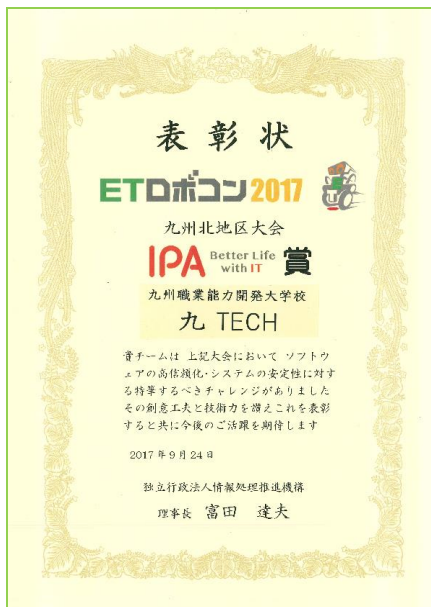 表彰状
ETロボコン2017
九州北地区大会
IPA Better Life with IT 賞
九州職業能力開発大学校
九 TECH
貴チームは 上記大会において ソフトウ
ェアの高信頼化・システムの安定性に対す
る特筆するべきチャレンジがありました
その創意工夫と技術力を讃えこれを表彰
すると共に今後のご活躍を期待します
2017年9月24日
独立行政法人情報処理推進機構
理事長 富田 達夫